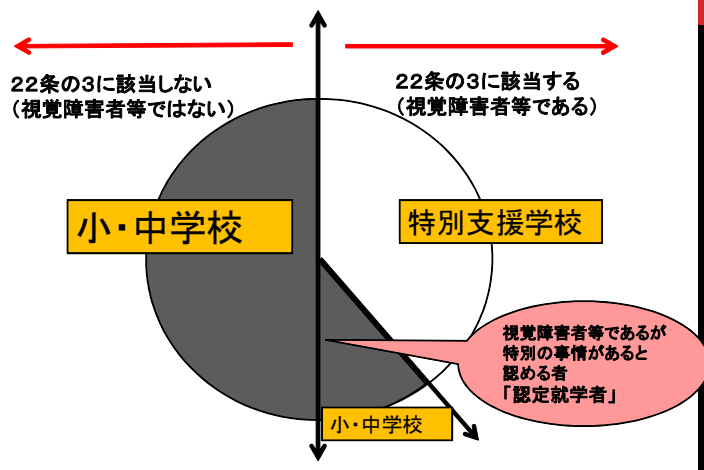 22条の3に該当しない
(視覚障害者等ではない)
22条の3に該当する
(視覚障害者等である)
小・中学校
特別支援学校
視覚障害者等であるが
特別の事情があると
認める者
「認定就学者」
小・中学校